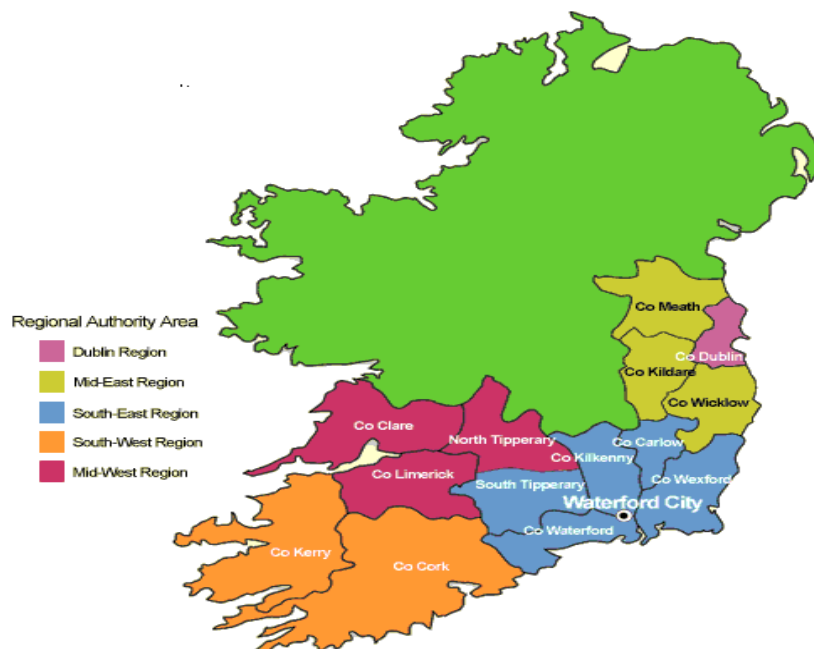 Regional Authority Area
Dublin Region
Mid-East Region
South-East Region
South-West Region
Mid-West Region
Co Meath
Co Dublin
Co Kildare
Co Wicklow
Co Clare
North Tipperary
Co Carlow
Co Kilkenny
Co Limerick
South Tipperary
Co Wexford
Waterford City
Co Waterford
Co Kerry
Co Cork